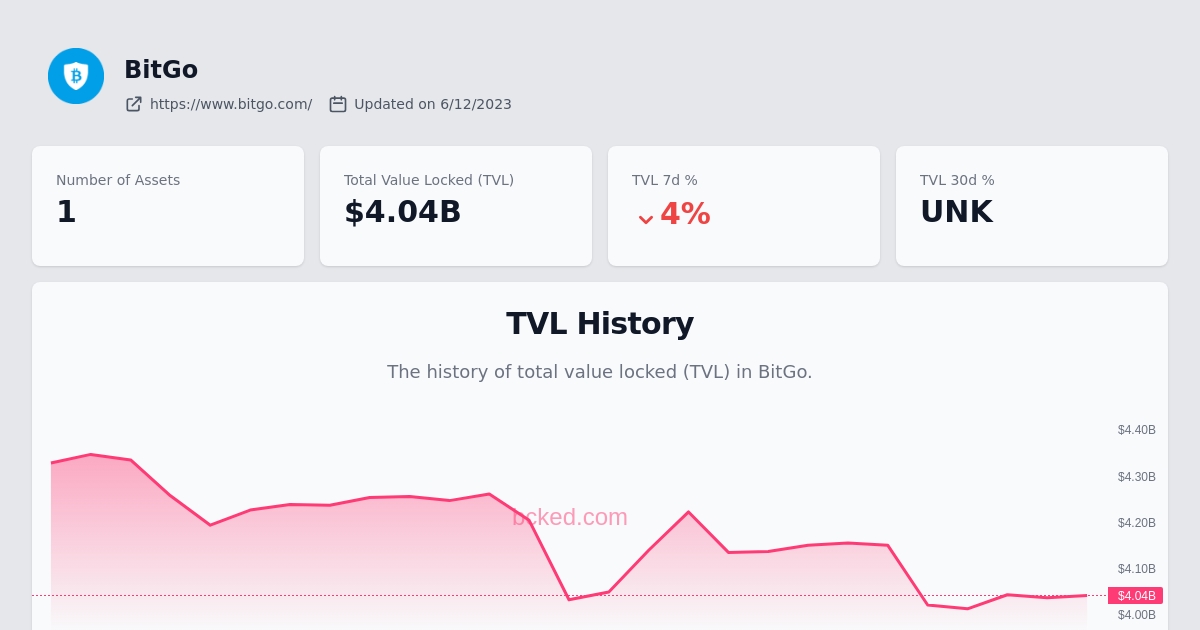 BitGo
https://www.bitgo.com/ Updated on 6/12/2023
Number of Assets
1
Total Value Locked (TVL)
$4.04B
TVL 7d %
4%
TVL 30d %
UNK
TVL History
The history of total value locked (TVL) in BitGo.
$4.40B
$4.30B
bcked.com
$4.20B
$4.10B
$4.04B
$4.00B